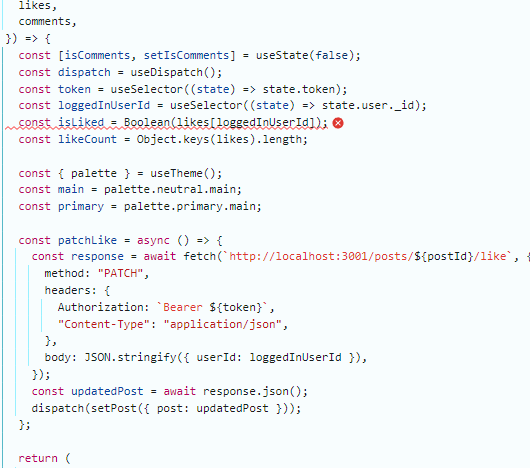 likes,
comments,
}) => {
const [isComments, setIsComments] = useState(false);
const dispatch = useDispatch();
const token = useSelector((state) => state.token);
const loggedInUserId = useSelector((state) => state.user._id);
const isLiked = Boolean(likes[loggedInUserId]);
const likeCount = Object.keys(likes).length;
const { palette } = useTheme();
const main = palette.neutral.main;
const primary = palette.primary.main;
const patchLike = async () => {
const response = await fetch(`http://localhost:3001/posts/${postId}/like`, {
method: "PATCH",
headers: {
Authorization: `Bearer ${token}`,
"Content-Type": "application/json",
},
body: JSON.stringify({ userId: loggedInUserId }),
});
const updatedPost = await response.json();
dispatch(setPost({ post: updatedPost }));
};
return (